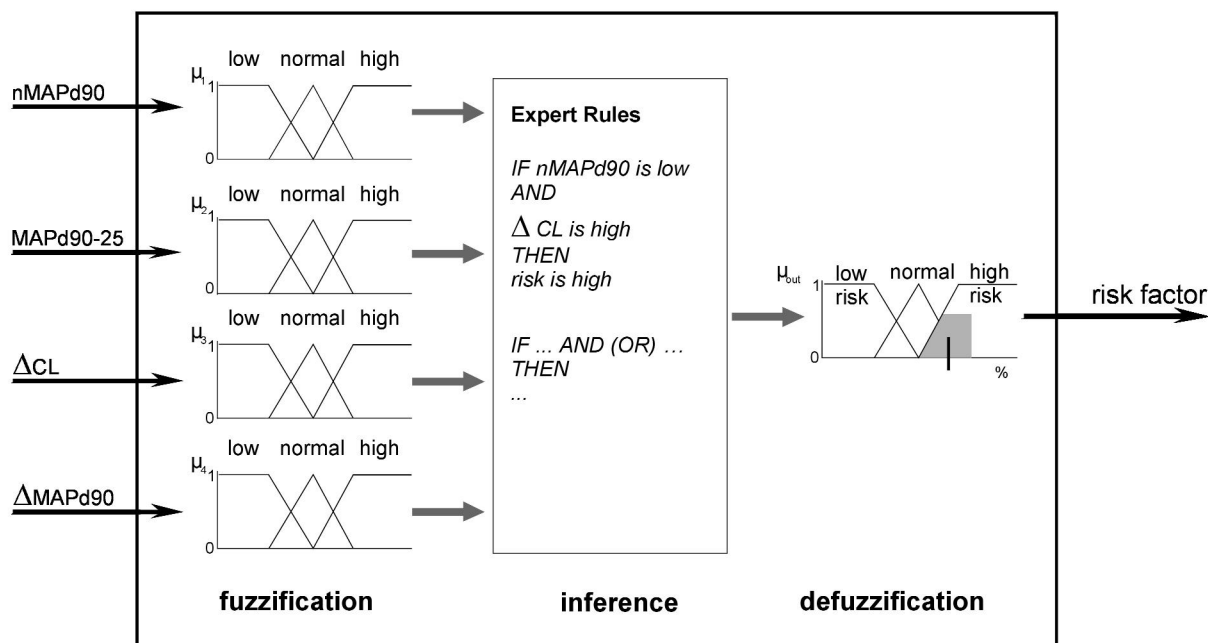 nMAPd90
low normal high
μ1
1
0
MAPd90-25
low normal high
μ2
1
0
ΔCL
low normal high
μ3
1
0
ΔMAPd90
low normal high
μ4
1
0
fuzzification
Expert Rules
IF nMAPd90 is low
AND
Δ CL is high
THEN
risk is high
IF ... AND (OR) ...
THEN
...
inference
μout
low normal high
risk risk
1
0
%
defuzzification
risk factor